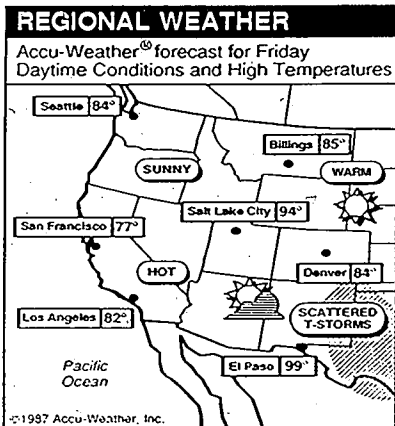 REGIONAL WEATHER
Accu-Weather® forecast for Friday
Daytime Conditions and High Temperatures
Seattle 84°
Billings 85°
SUNNY
WARM
Salt Lake City 94°
San Francisco 77°
HOT
Denver 84°
Los Angeles 82°
SCATTERED
T-STORMS
El Paso 99°
Pacific
Ocean
©1987 Accu-Weather, Inc.